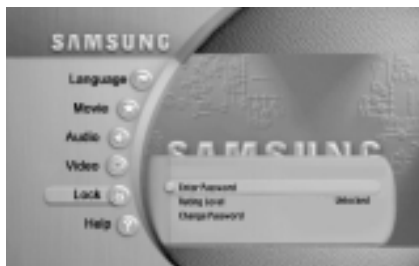 SAMSUNG
Language
Movie
Audio
Video
Lock
Help
SAMSUNG
Enter Password
Rating Level Unlocked
Change Password